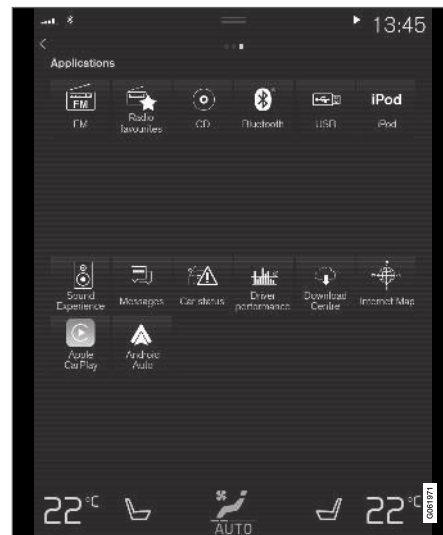 13:45
Applications
FM
FM
Radio
favourites
CD
Bluetooth
USB
iPod
iPod
Sound
Experience
Messages
Car status
Driver
performance
Download
Centre
Internet Map
Apple
CarPlay
Android
Auto
22°C
AUTO
22°C
G061971